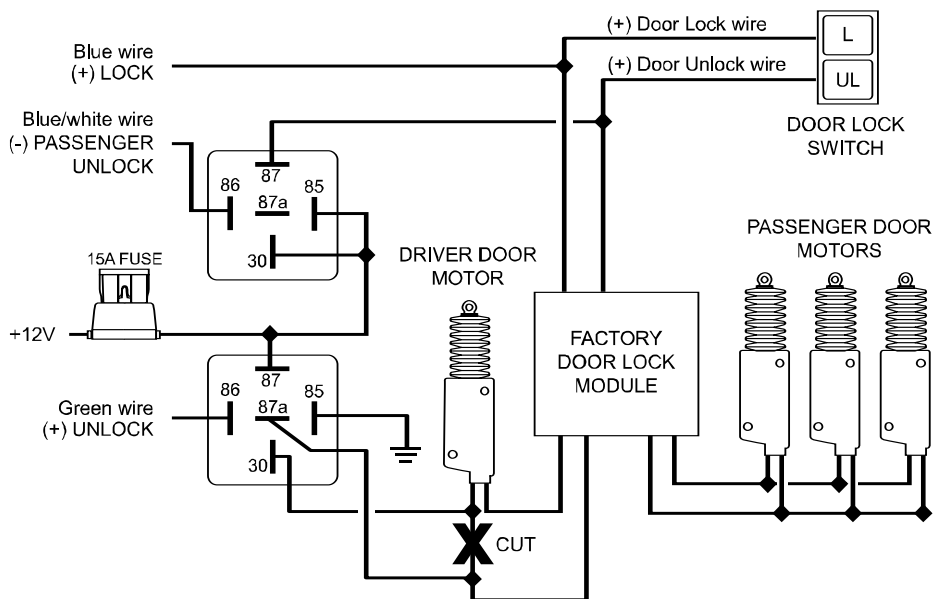 (+) Door Lock wire
L
Blue wire
(+) LOCK
(+) Door Unlock wire
UL
Blue/white wire
(-) PASSENGER
UNLOCK
DOOR LOCK
SWITCH
87
86
87a
85
30
15A FUSE
+12V
DRIVER DOOR
MOTOR
PASSENGER DOOR
MOTORS
FACTORY
DOOR LOCK
MODULE
87
86
87a
85
30
Green wire
(+) UNLOCK
X CUT